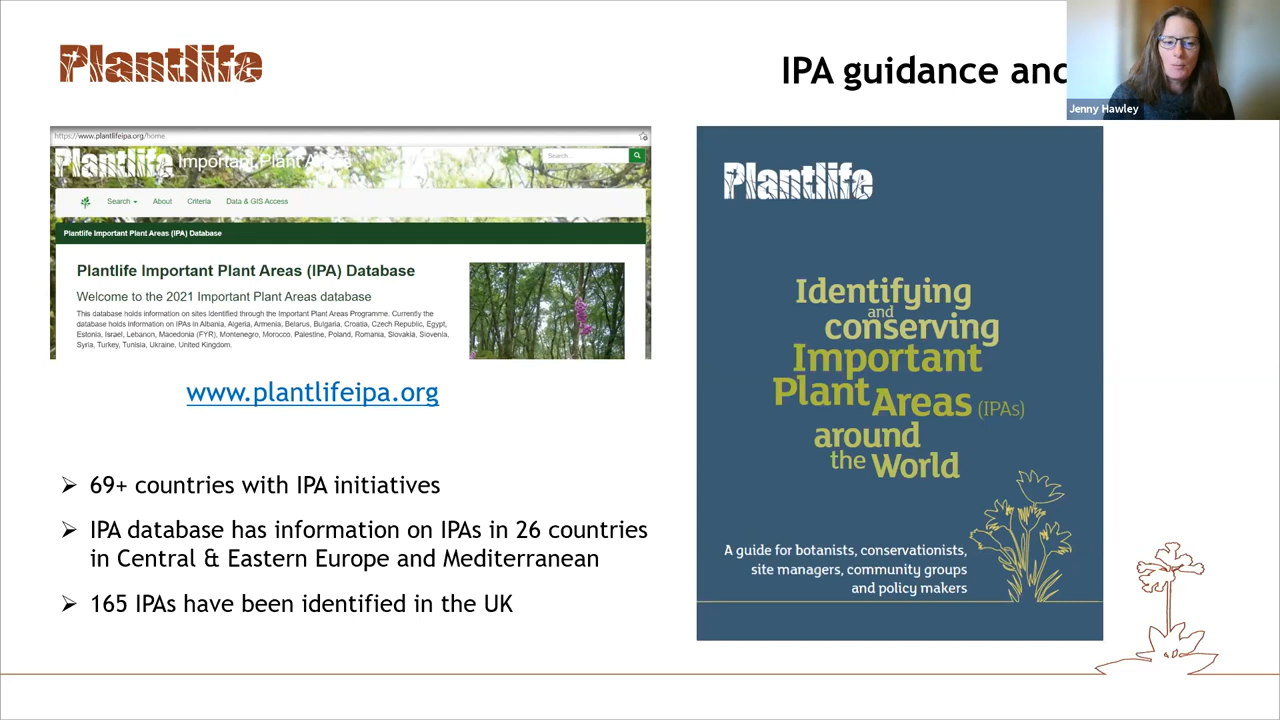 Plantlife
IPA guidance and
Jenny Hawley
https://www.plantlifeipa.org/home
Plantlife Important Plant Areas
Search...
Search About Criteria Data & GIS Access
Plantlife Important Plant Areas (IPA) Database
Plantlife Important Plant Areas (IPA) Database
Welcome to the 2021 Important Plant Areas database
This database holds information on sites identified through the Important Plant Areas Programme. Currently the
database holds information on IPAs in Albania, Algeria, Armenia, Belarus, Bulgaria, Croatia, Czech Republic, Egypt,
Estonia, Israel, Lebanon, Macedonia (FYR), Montenegro, Morocco, Palestine, Poland, Romania, Slovakia, Slovenia,
Syria, Turkey, Tunisia, Ukraine, United Kingdom.
www.plantlifeipa.org
69+ countries with IPA initiatives
IPA database has information on IPAs in 26 countries
in Central & Eastern Europe and Mediterranean
165 IPAs have been identified in the UK
Plantlife
Identifying
and
conserving
Important
Plant Areas (IPAs)
around
the World
A guide for botanists, conservationists,
site managers, community groups
and policy makers